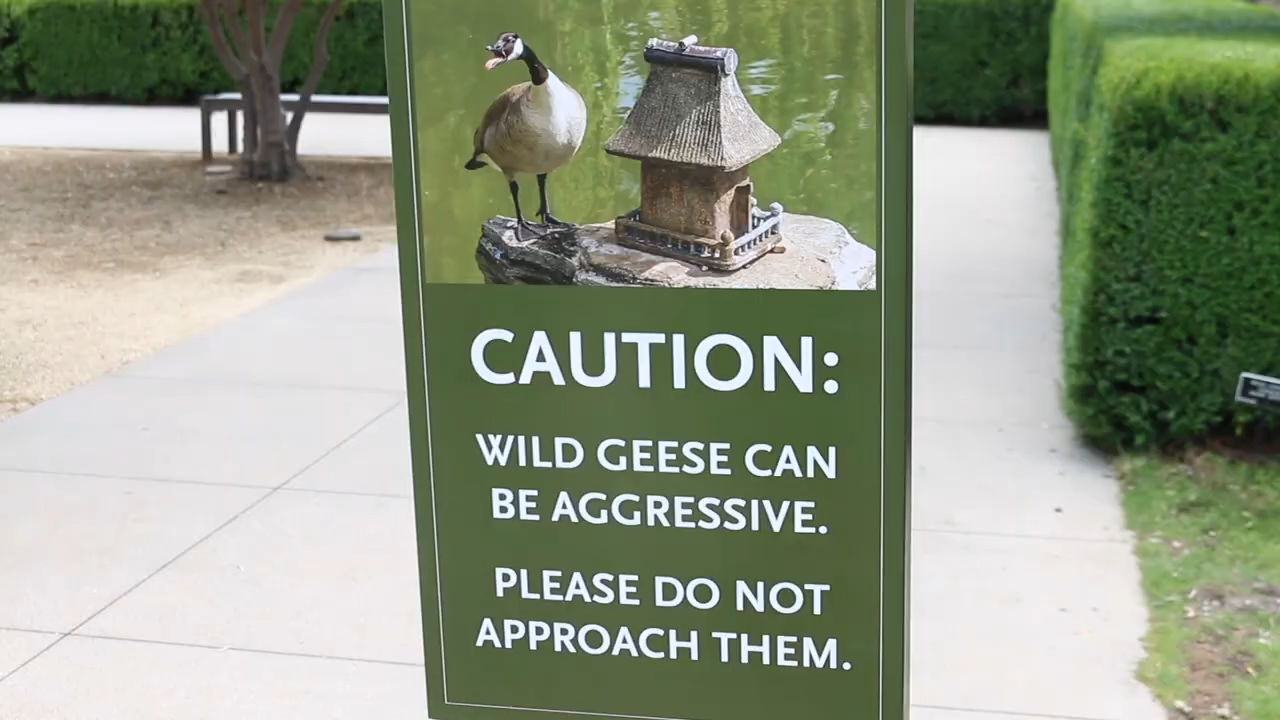 CAUTION:
WILD GEESE CAN
BE AGGRESSIVE.
PLEASE DO NOT
APPROACH THEM.